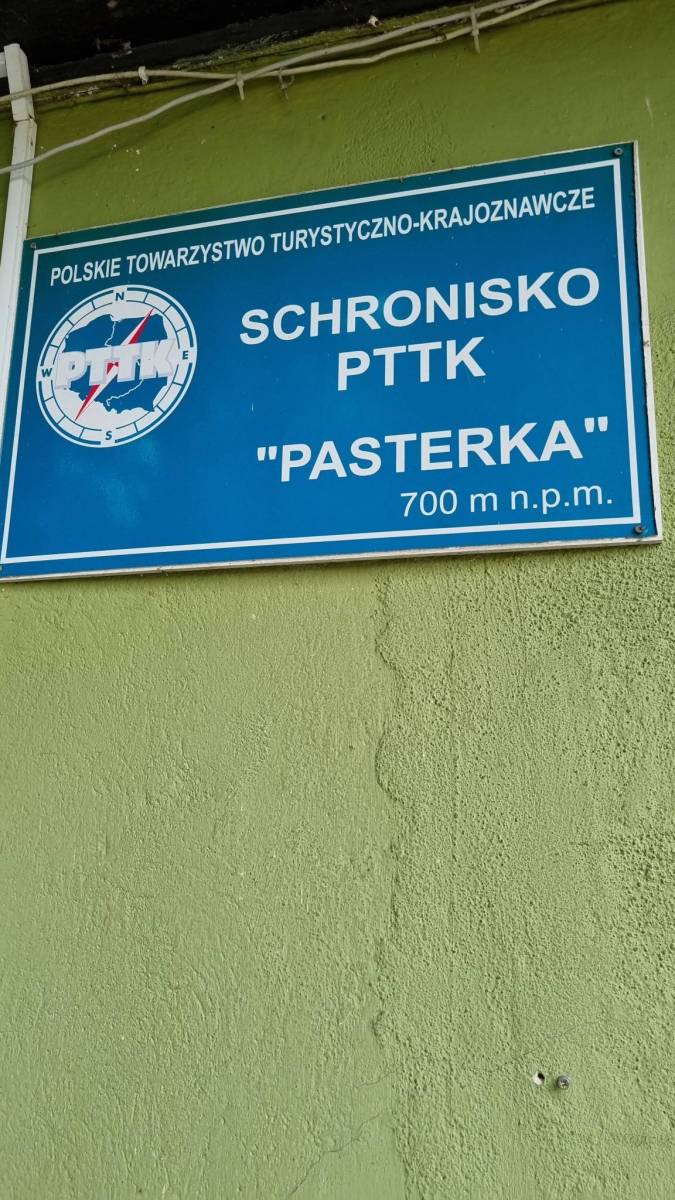 POLSKIE TOWARZYSTWO TURYSTYCZNO-KRAJOZNAWCZE
N
W PTTK E
S
SCHRONISKO
PTTK
"PASTERKA"
700 m n.p.m.